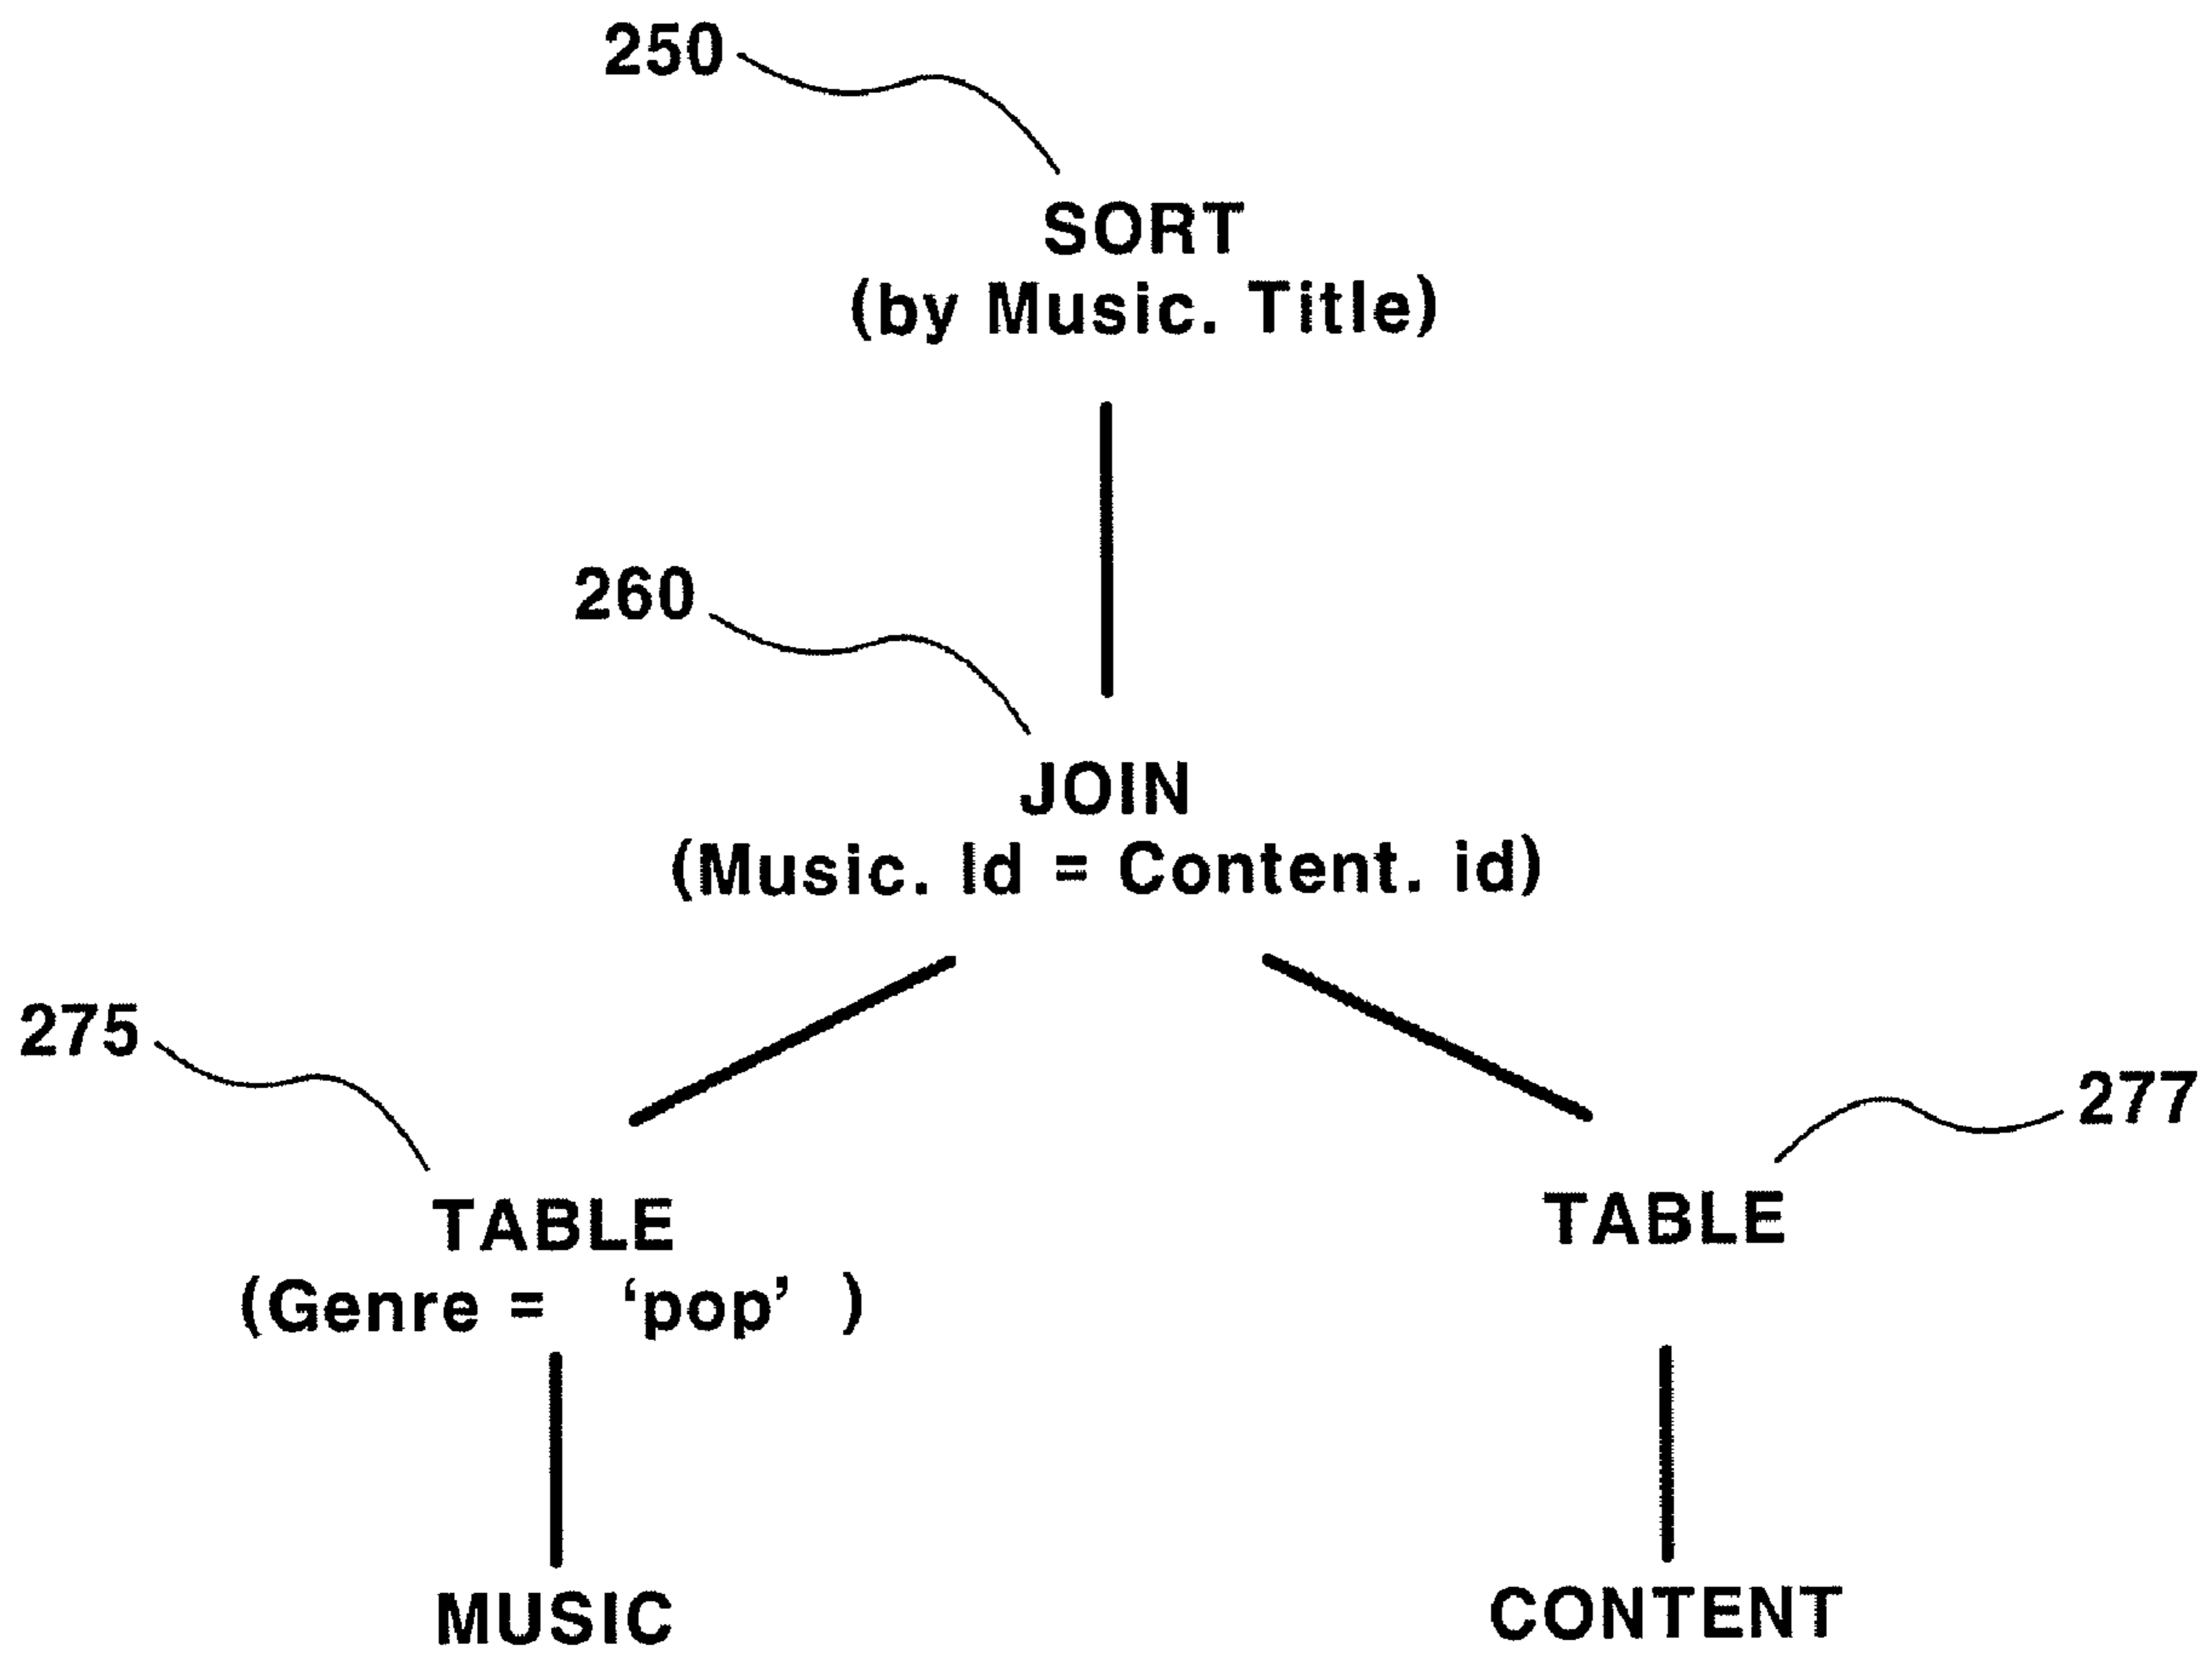 250
SORT
(by Music. Title)
260
JOIN
(Music. Id = Content. id)
275
277
TABLE
(Genre = ‘pop’ )
TABLE
MUSIC
CONTENT